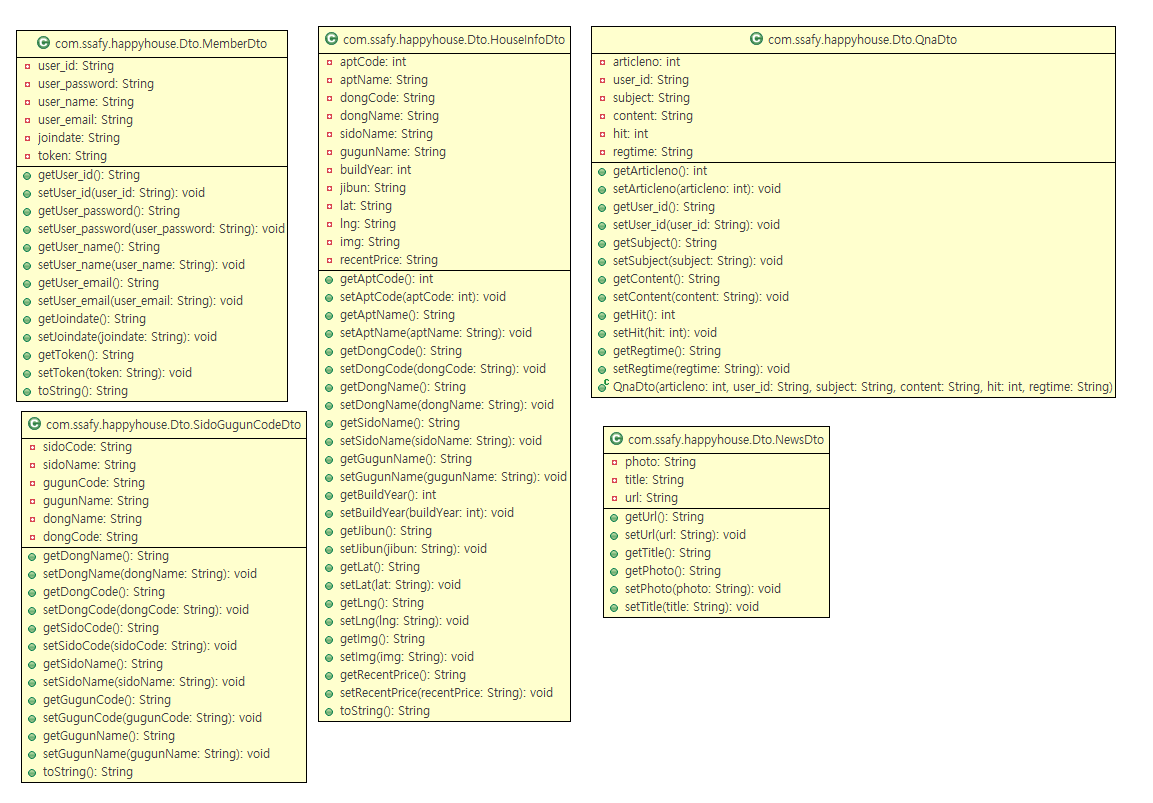 com.ssafy.happyhouse.Dto.MemberDto
user_id: String
user_password: String
user_name: String
user_email: String
joindate: String
token: String
getUser_id(): String
setUser_id(user_id: String): void
getUser_password(): String
setUser_password(user_password: String): void
getUser_name(): String
setUser_name(user_name: String): void
getUser_email(): String
setUser_email(user_email: String): void
getJoindate(): String
setJoindate(joindate: String): void
getToken(): String
setToken(token: String): void
toString(): String
com.ssafy.happyhouse.Dto.SidoGugunCodeDto
sidoCode: String
sidoName: String
gugunCode: String
gugunName: String
dongName: String
dongCode: String
getDongName(): String
setDongName(dongName: String): void
getDongCode(): String
setDongCode(dongCode: String): void
getSidoCode(): String
setSidoCode(sidoCode: String): void
getSidoName(): String
setSidoName(sidoName: String): void
getGugunCode(): String
setGugunCode(gugunCode: String): void
getGugunName(): String
setGugunName(gugunName: String): void
toString(): String
com.ssafy.happyhouse.Dto.HouseInfoDto
aptCode: int
aptName: String
dongCode: String
dongName: String
sidoName: String
gugunName: String
buildYear: int
jibun: String
lat: String
lng: String
img: String
recentPrice: String
getAptCode(): int
setAptCode(aptCode: int): void
getAptName(): String
setAptName(aptName: String): void
getDongCode(): String
setDongCode(dongCode: String): void
getDongName(): String
setDongName(dongName: String): void
getSidoName(): String
setSidoName(sidoName: String): void
getGugunName(): String
setGugunName(gugunName: String): void
getBuildYear(): int
setBuildYear(buildYear: int): void
getJibun(): String
setJibun(jibun: String): void
getLat(): String
setLat(lat: String): void
getLng(): String
setLng(lng: String): void
getImg(): String
setImg(img: String): void
getRecentPrice(): String
setRecentPrice(recentPrice: String): void
toString(): String
com.ssafy.happyhouse.Dto.QnaDto
articleno: int
user_id: String
subject: String
content: String
hit: int
regtime: String
getArticleno(): int
setArticleno(articleno: int): void
getUser_id(): String
setUser_id(user_id: String): void
getSubject(): String
setSubject(subject: String): void
getContent(): String
setContent(content: String): void
getHit(): int
setHit(hit: int): void
getRegtime(): String
setRegtime(regtime: String): void
QnaDto(articleno: int, user_id: String, subject: String, content: String, hit: int, regtime: String)
com.ssafy.happyhouse.Dto.NewsDto
photo: String
title: String
url: String
getUrl(): String
setUrl(url: String): void
getTitle(): String
getPhoto(): String
setPhoto(photo: String): void
setTitle(title: String): void